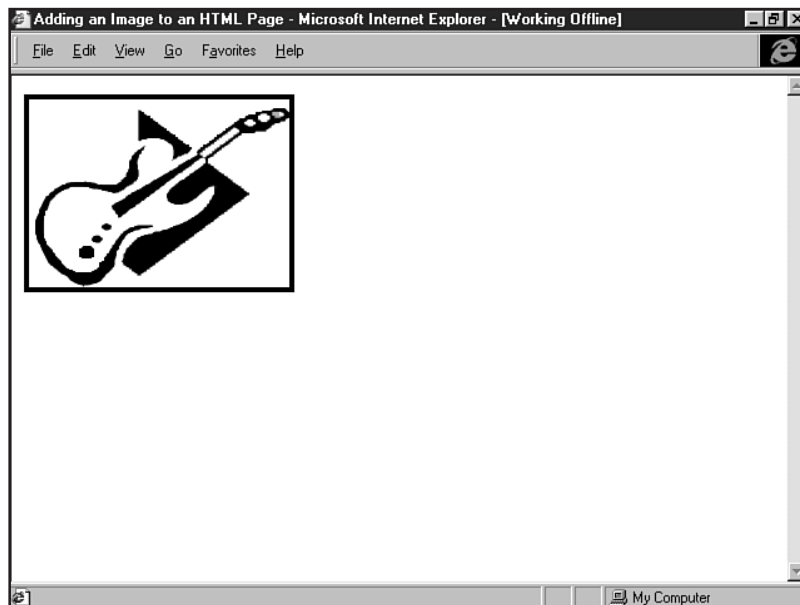 Adding an Image to an HTML Page - Microsoft Internet Explorer - [Working Offline]
File Edit View Go Favorites Help
My Computer